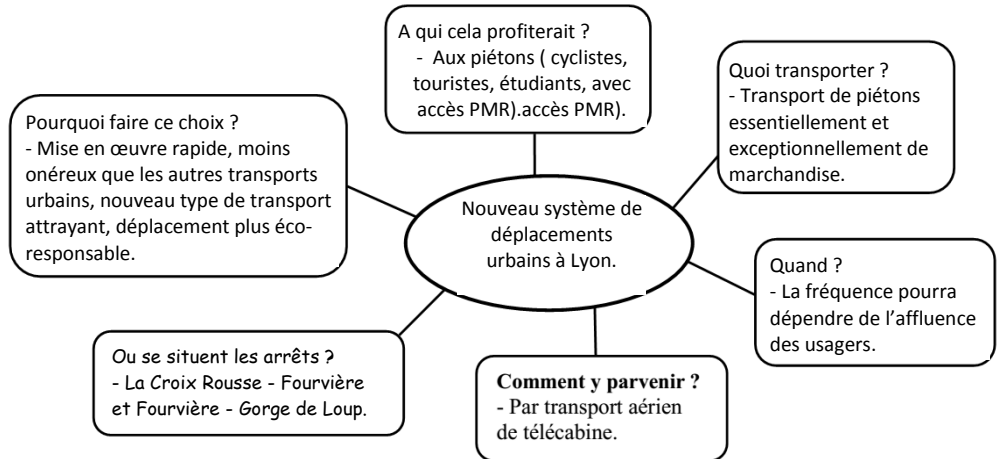 A qui cela profiterait ?
- Aux piétons ( cyclistes,
touristes, étudiants, avec
accès PMR).accès PMR).
Quoi transporter ?
- Transport de piétons
essentiellement et
exceptionnellement de
marchandise.
Pourquoi faire ce choix ?
- Mise en œuvre rapide, moins
onéreux que les autres transports
urbains, nouveau type de transport
attrayant, déplacement plus éco-
responsable.
Nouveau système de
déplacements
urbains à Lyon.
Quand ?
- La fréquence pourra
dépendre de l’affluence
des usagers.
Ou se situent les arrêts ?
- La Croix Rousse - Fourvière
et Fourvière - Gorge de Loup.
Comment y parvenir ?
- Par transport aérien
de télécabine.